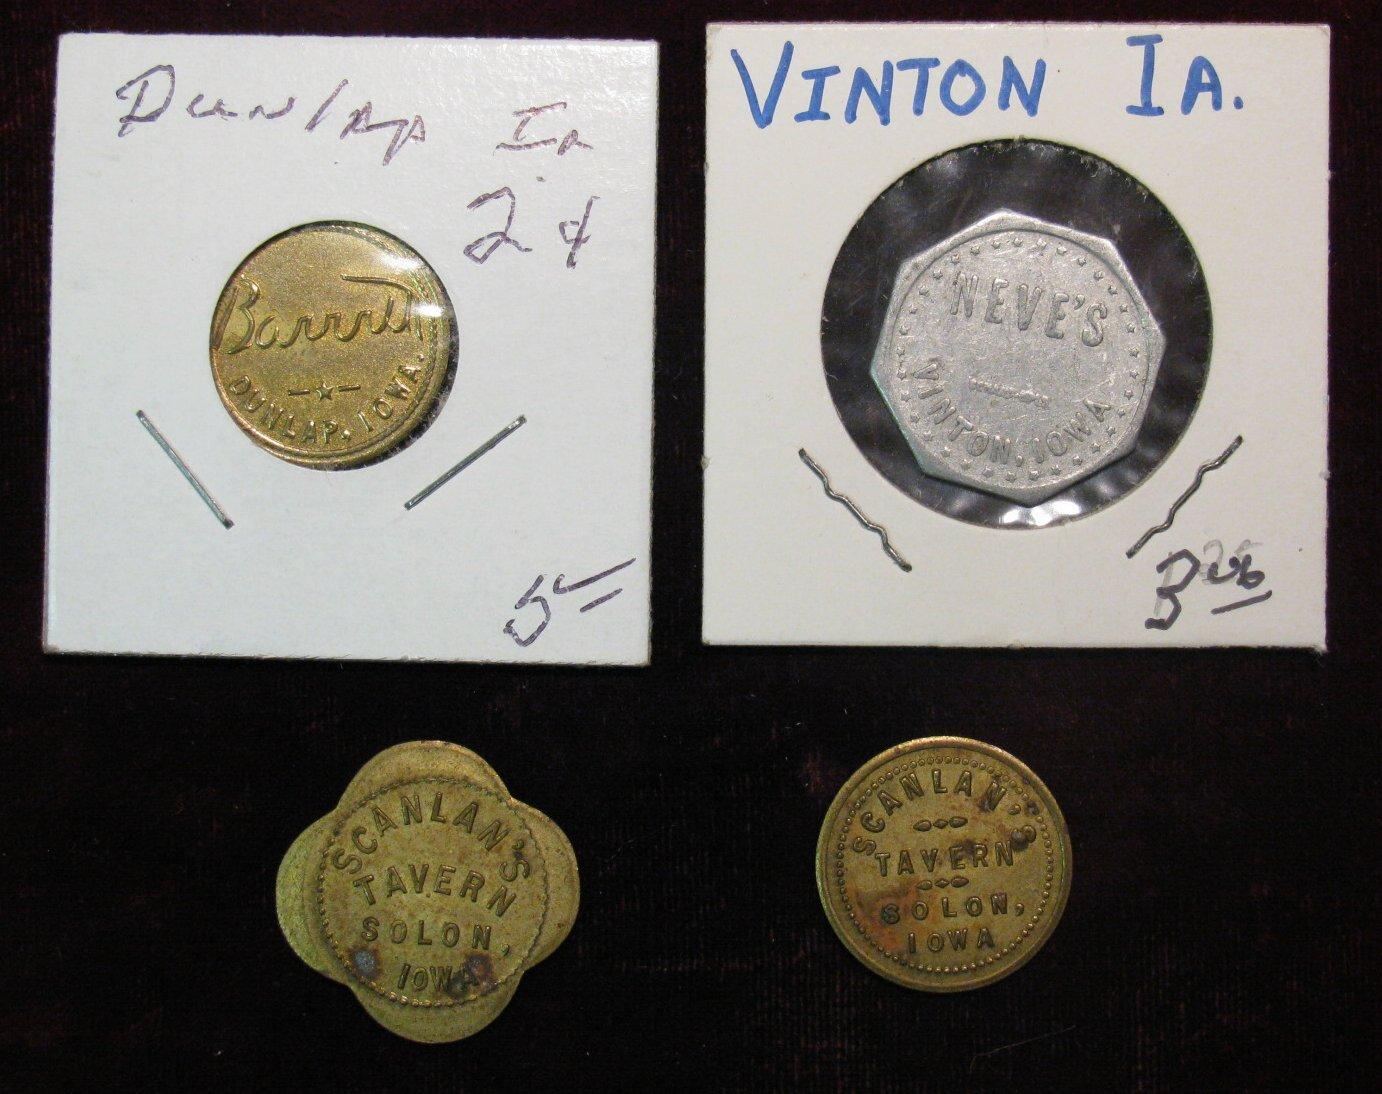 Dunlap Ia
2¢
Barrett
DUNLAP, IOWA.
5
VINTON IA.
NEVE'S
VINTON, IOWA
3
SCANLAN'S
TAVERN
SOLON,
IOWA
SCANLAN'S
TAVERN
SOLON,
IOWA